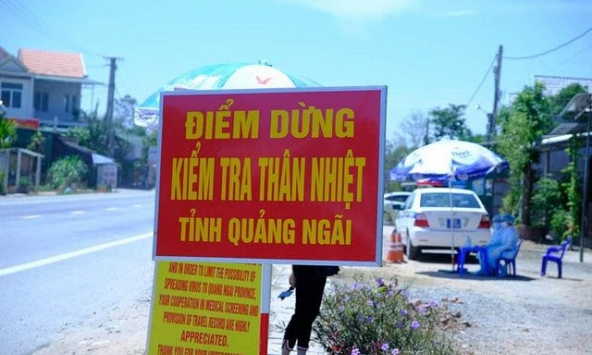 ĐIỂM DỪNG
KIỂM TRA THÂN NHIỆT
TỈNH QUẢNG NGÃI
AND IN ORDER TO LIMIT THE POSSIBILITY OF
SPREADING VIRUS TO QUANG NGAI PROVINCE,
YOUR COOPERATION IN MEDICAL SCREENING AND
PROVISION OF TRAVEL RECORD ARE HIGHLY
APPRECIATED.
THANK YOU FOR YOUR